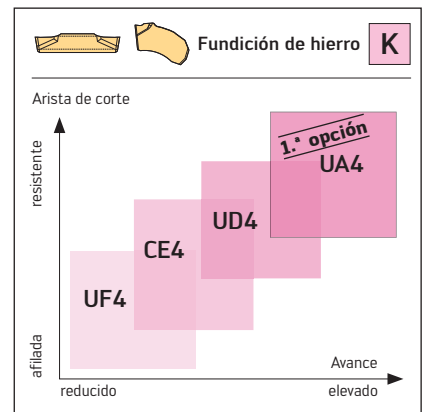 Fundición de hierro K
Arista de corte
resistente
1.ª opción
UA4
UD4
CE4
UF4
afilada
Avance
reducido elevado